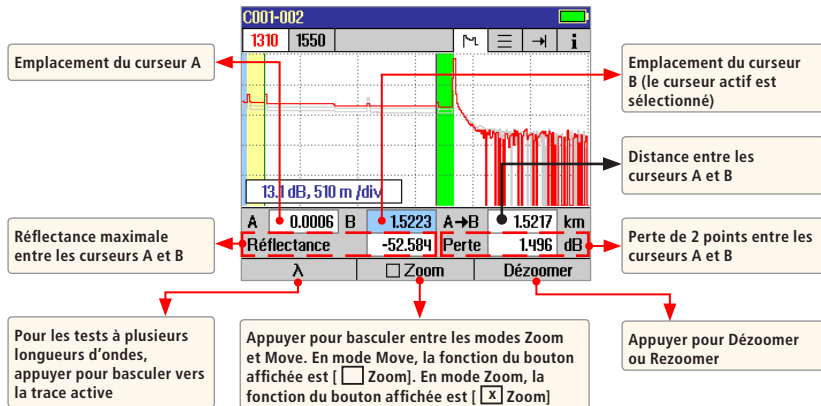 C001-002
1310 1550 i
Emplacement du curseur A
Emplacement du curseur
B (le curseur actif est
sélectionné)
Distance entre les
curseurs A et B
13.1 dB, 510 m /div
A 0.0006 B 1.5223 A→B 1.5217 km
Réflectance -52.584 Perte 1.496 dB
λ Zoom Dézoomer
Réflectance maximale
entre les curseurs A et B
Perte de 2 points entre les
curseurs A et B
Pour les tests à plusieurs
longueurs d'ondes,
appuyer pour basculer vers
la trace active
Appuyer pour basculer entre les modes Zoom
et Move. En mode Move, la fonction du bouton
affichée est [ ☐ Zoom]. En mode Zoom, la
fonction du bouton affichée est [ X Zoom]
Appuyer pour Dézoomer
ou Rezoomer